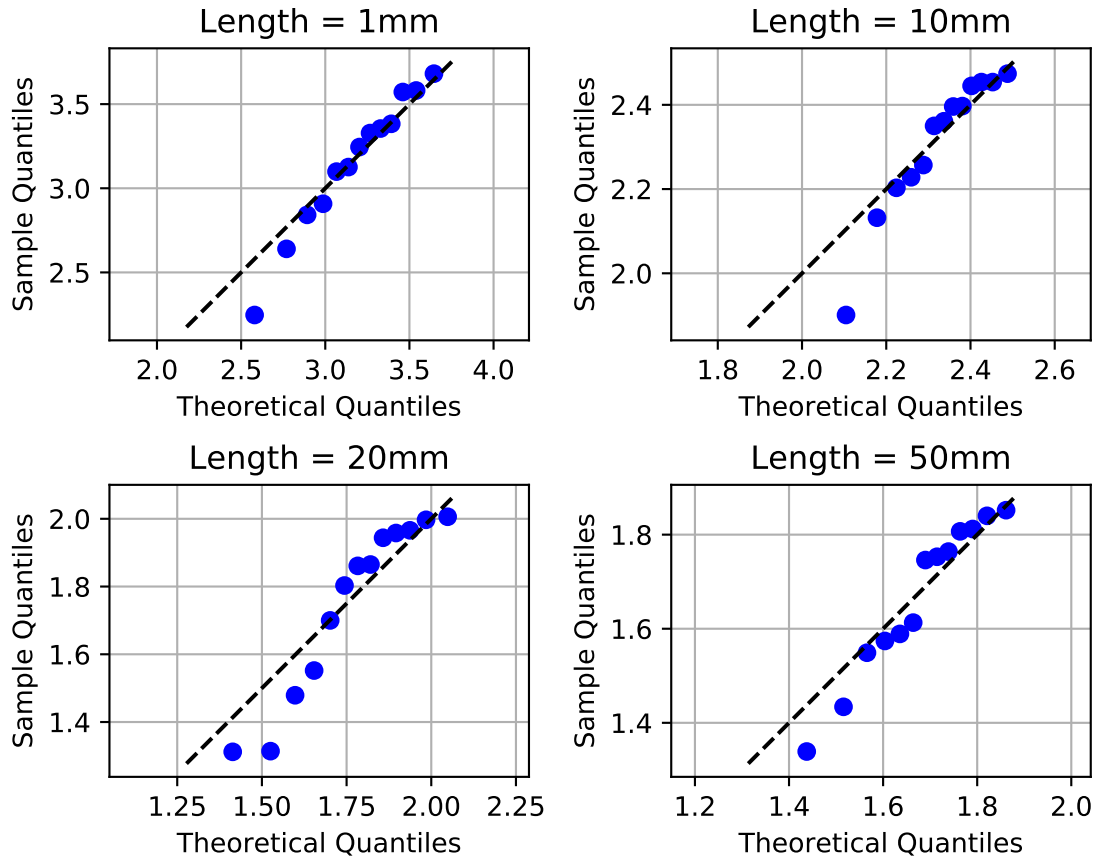 Length = 1mm
Sample Quantiles
3.5
3.0
2.5
2.0 2.5 3.0 3.5 4.0
Theoretical Quantiles
Length = 10mm
Sample Quantiles
2.4
2.2
2.0
1.8 2.0 2.2 2.4 2.6
Theoretical Quantiles
Length = 20mm
Sample Quantiles
2.0
1.8
1.6
1.4
1.25 1.50 1.75 2.00 2.25
Theoretical Quantiles
Length = 50mm
Sample Quantiles
1.8
1.6
1.4
1.2 1.4 1.6 1.8 2.0
Theoretical Quantiles